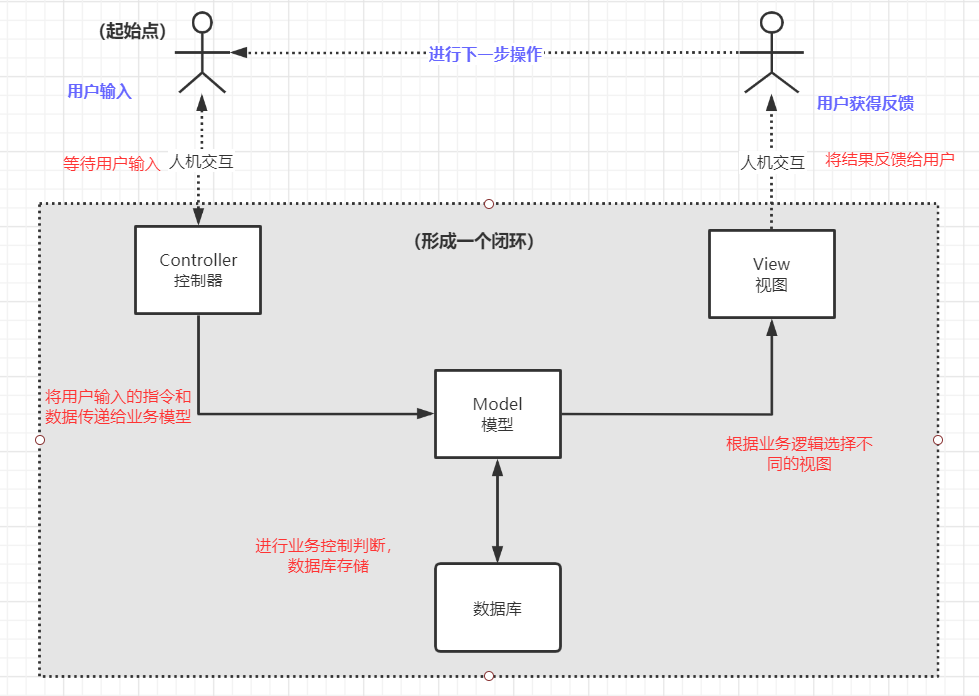 (起始点)
进行下一步操作
用户输入
用户获得反馈
等待用户输入
人机交互
人机交互
将结果反馈给用户
(形成一个闭环)
Controller
控制器
View
视图
将用户输入的指令和
数据传递给业务模型
Model
模型
根据业务逻辑选择不
同的视图
进行业务控制判断,
数据库存储
数据库